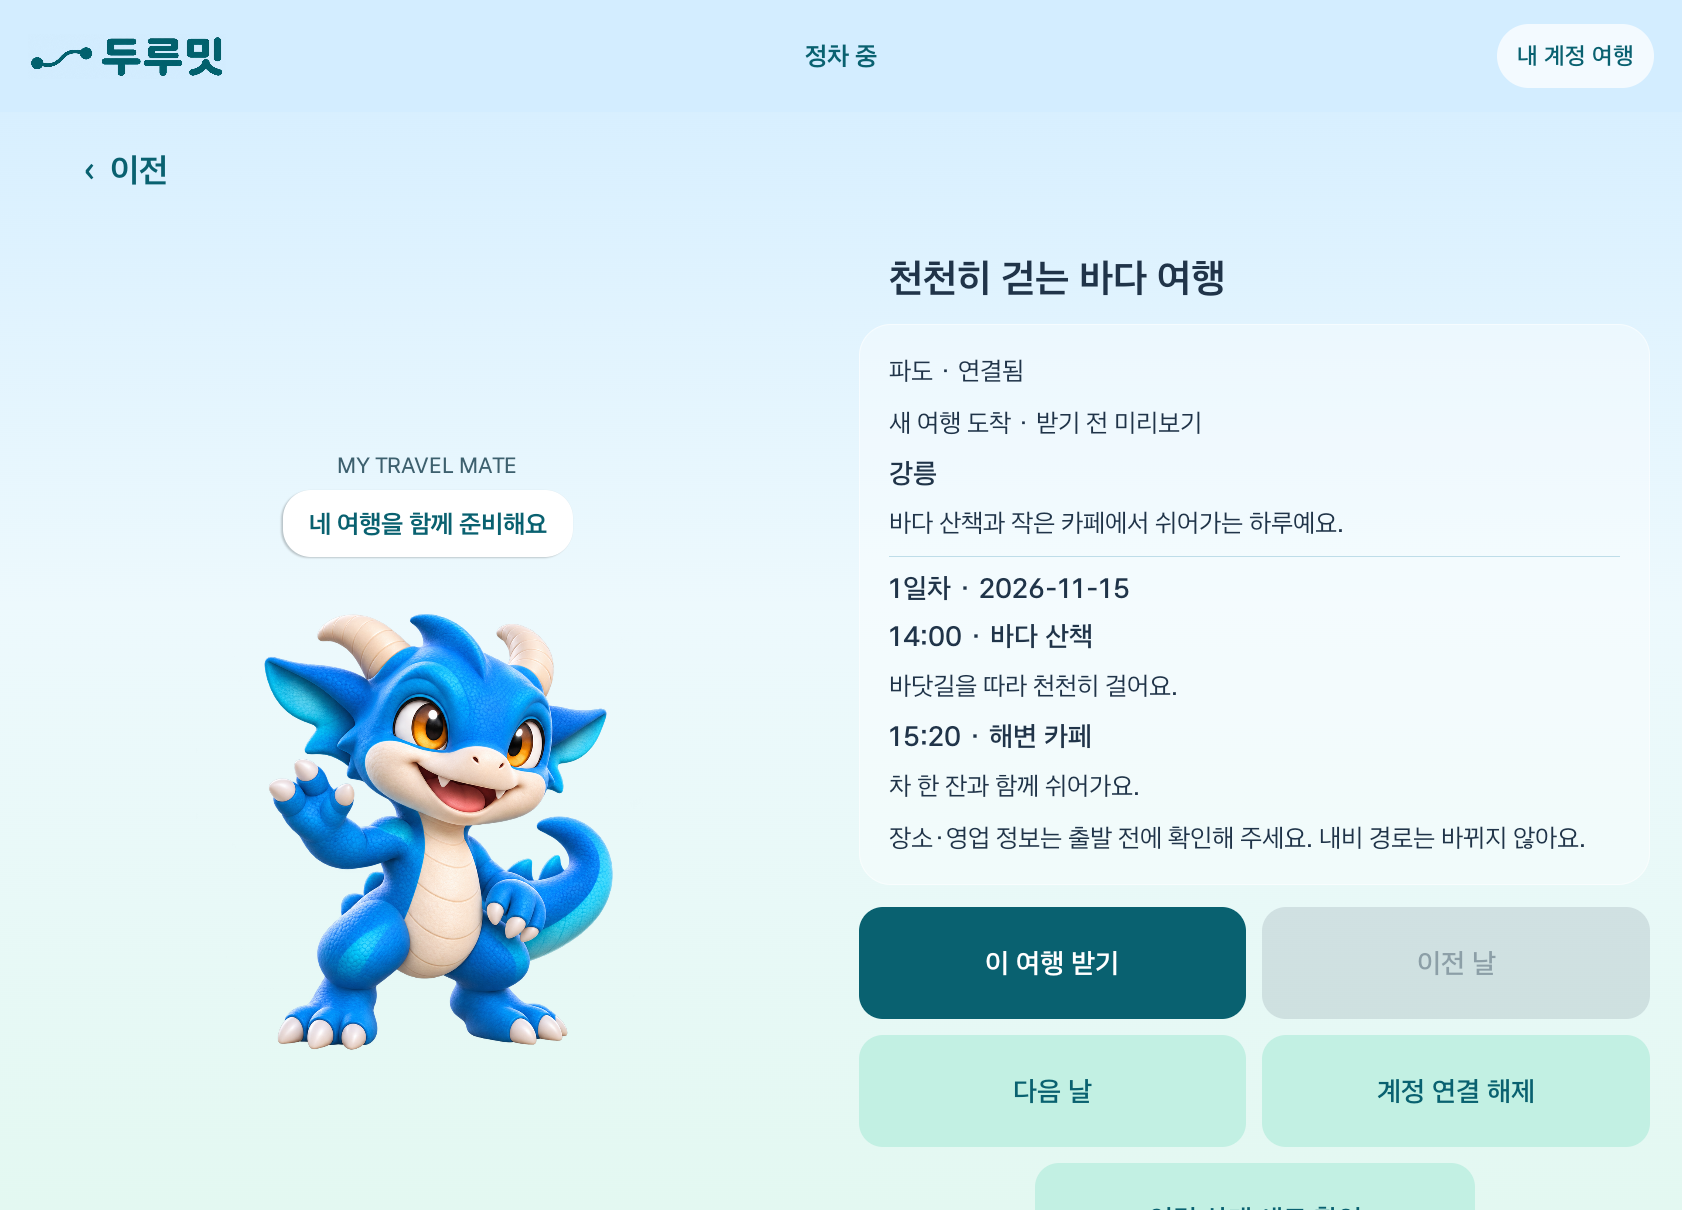 두루밋
정차 중
내 계정 여행
‹ 이전
천천히 걷는 바다 여행
파도 · 연결됨
새 여행 도착 · 받기 전 미리보기
강릉
바다 산책과 작은 카페에서 쉬어가는 하루예요.
1일차 · 2026-11-15
14:00 · 바다 산책
바닷길을 따라 천천히 걸어요.
15:20 · 해변 카페
차 한 잔과 함께 쉬어가요.
장소·영업 정보는 출발 전에 확인해 주세요. 내비 경로는 바뀌지 않아요.
MY TRAVEL MATE
네 여행을 함께 준비해요
이 여행 받기
이전 날
다음 날
계정 연결 해제